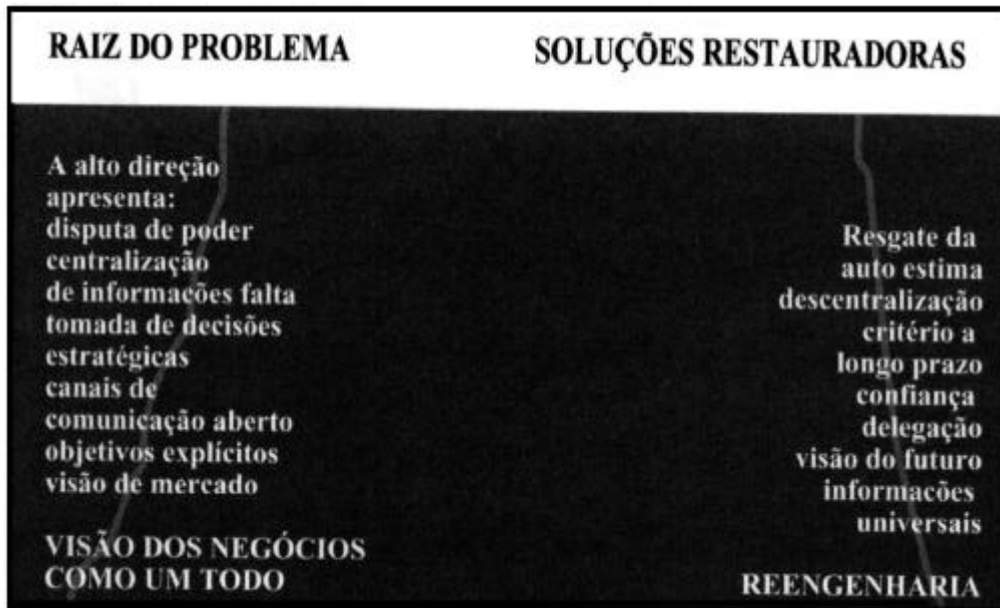 RAIZ DO PROBLEMA
SOLUÇÕES RESTAURADORAS
A alto direção
apresenta:
disputa de poder
centralização
de informações falta
tomada de decisões
estratégicas
canais de
comunicação aberto
objetivos explícitos
visão de mercado
VISÃO DOS NEGÓCIOS
COMO UM TODO
Resgate da
auto estima
descentralização
critério a
longo prazo
confiança
delegação
visão do futuro
informacões
universais
REENGENHARIA